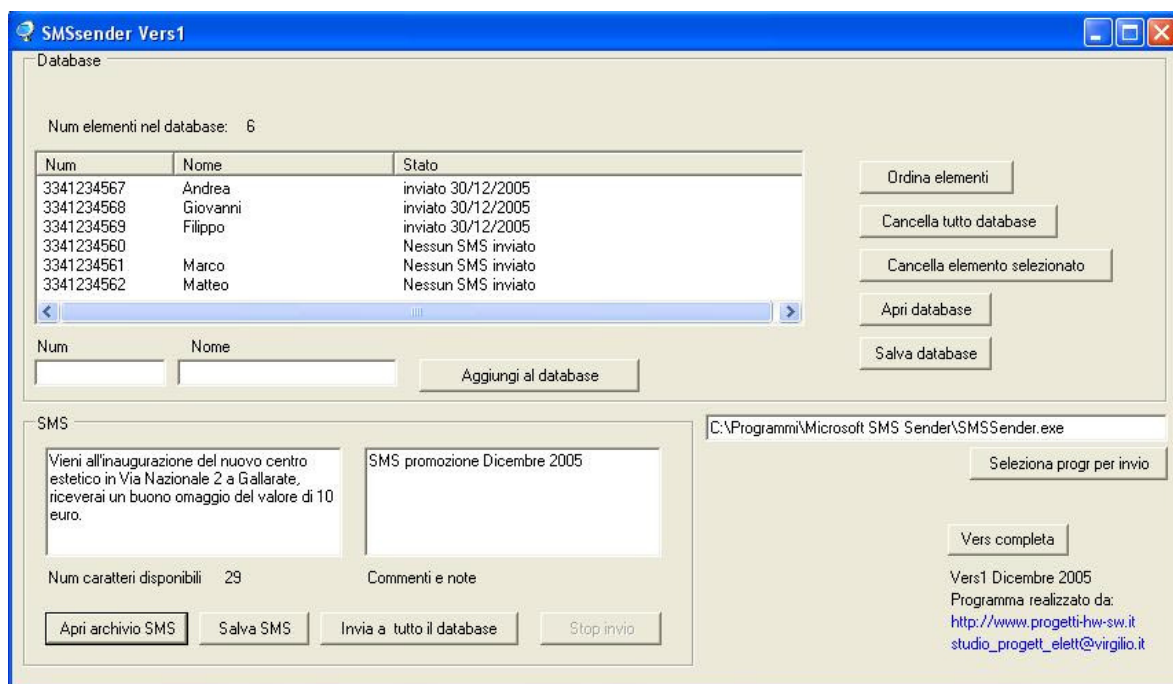 SMSsender Vers1
Database
Num elementi nel database: 6
Num Nome Stato
3341234567 Andrea inviato 30/12/2005
3341234568 Giovanni inviato 30/12/2005
3341234569 Filippo inviato 30/12/2005
3341234560 Nessun SMS inviato
3341234561 Marco Nessun SMS inviato
3341234562 Matteo Nessun SMS inviato
Ordina elementi
Cancella tutto database
Cancella elemento selezionato
Apri database
Salva database
Num Nome
Aggiungi al database
SMS
Vieni all'inaugurazione del nuovo centro
estetico in Via Nazionale 2 a Gallarate,
riceverai un buono omaggio del valore di 10
euro.
SMS promozione Dicembre 2005
Num caratteri disponibili 29
Commenti e note
Apri archivio SMS
Salva SMS
Invia a tutto il database
Stop invio
C:\Programmi\Microsoft SMS Sender\SMSSender.exe
Seleziona progr per invio
Vers completa
Vers1 Dicembre 2005
Programma realizzato da:
http://www.progetti-hw-sw.it
studio_progett_elett@virgilio.it